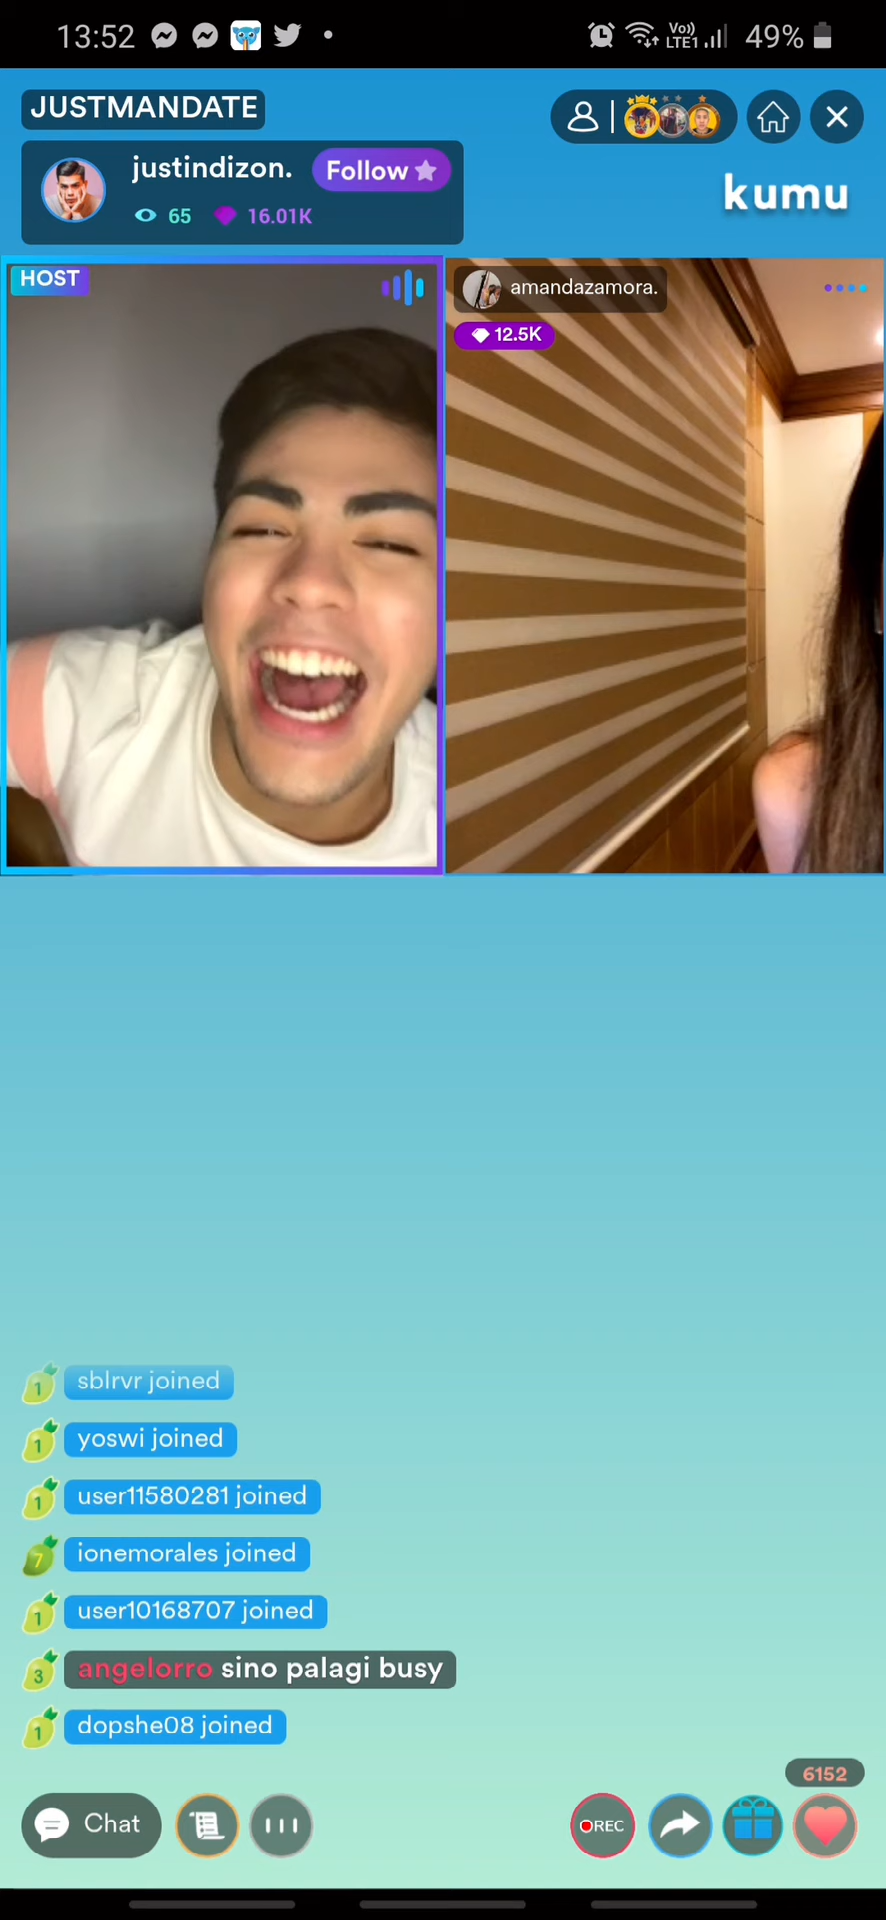 13:52
Vo)) LTE1
49%
JUSTMANDATE
justindizon.
Follow
65
16.01K
kumu
HOST
amandazamora.
12.5K
1 sblrvr joined
1 yoswi joined
1 user11580281 joined
7 ionemorales joined
1 user10168707 joined
3 angelorro sino palagi busy
1 dopshe08 joined
6152
Chat
REC